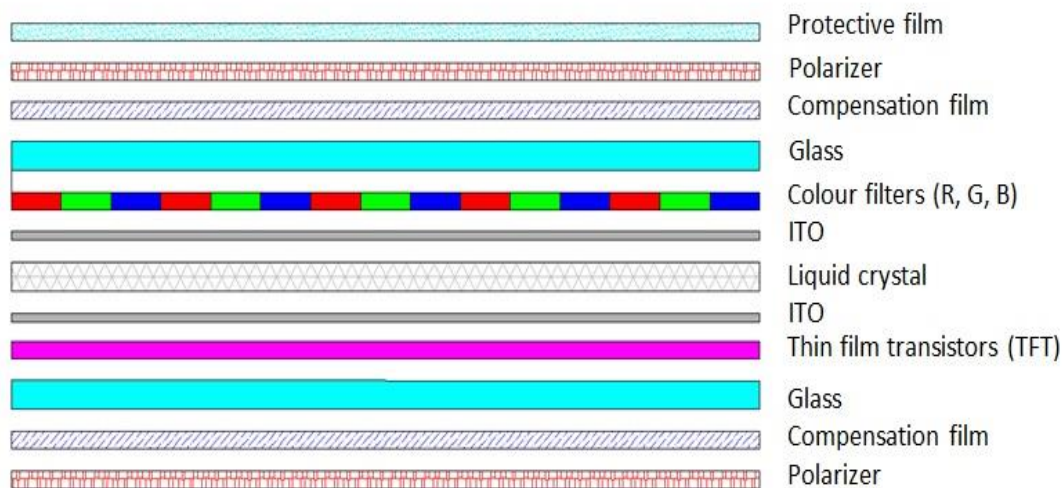 Protective film
Polarizer
Compensation film
Glass
Colour filters (R, G, B)
ITO
Liquid crystal
ITO
Thin film transistors (TFT)
Glass
Compensation film
Polarizer